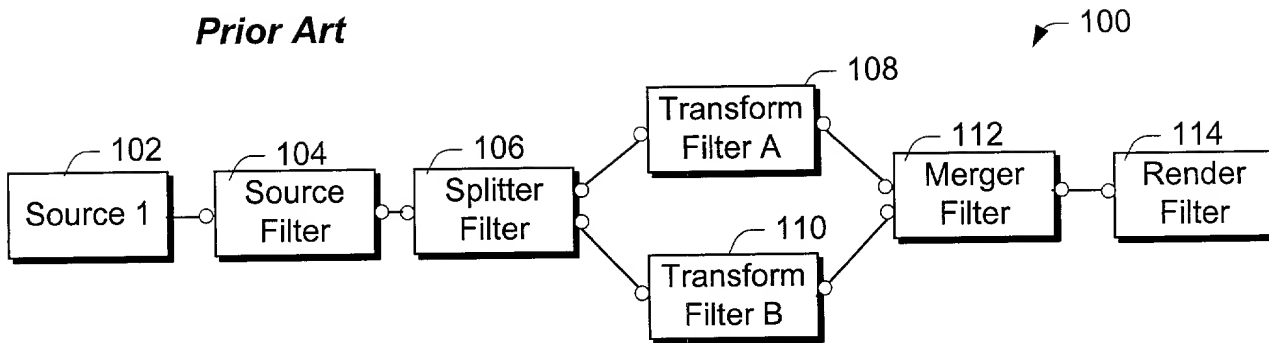 Prior Art
100
108
Transform
Filter A
102
Source 1
104
Source
Filter
106
Splitter
Filter
110
Transform
Filter B
112
Merger
Filter
114
Render
Filter